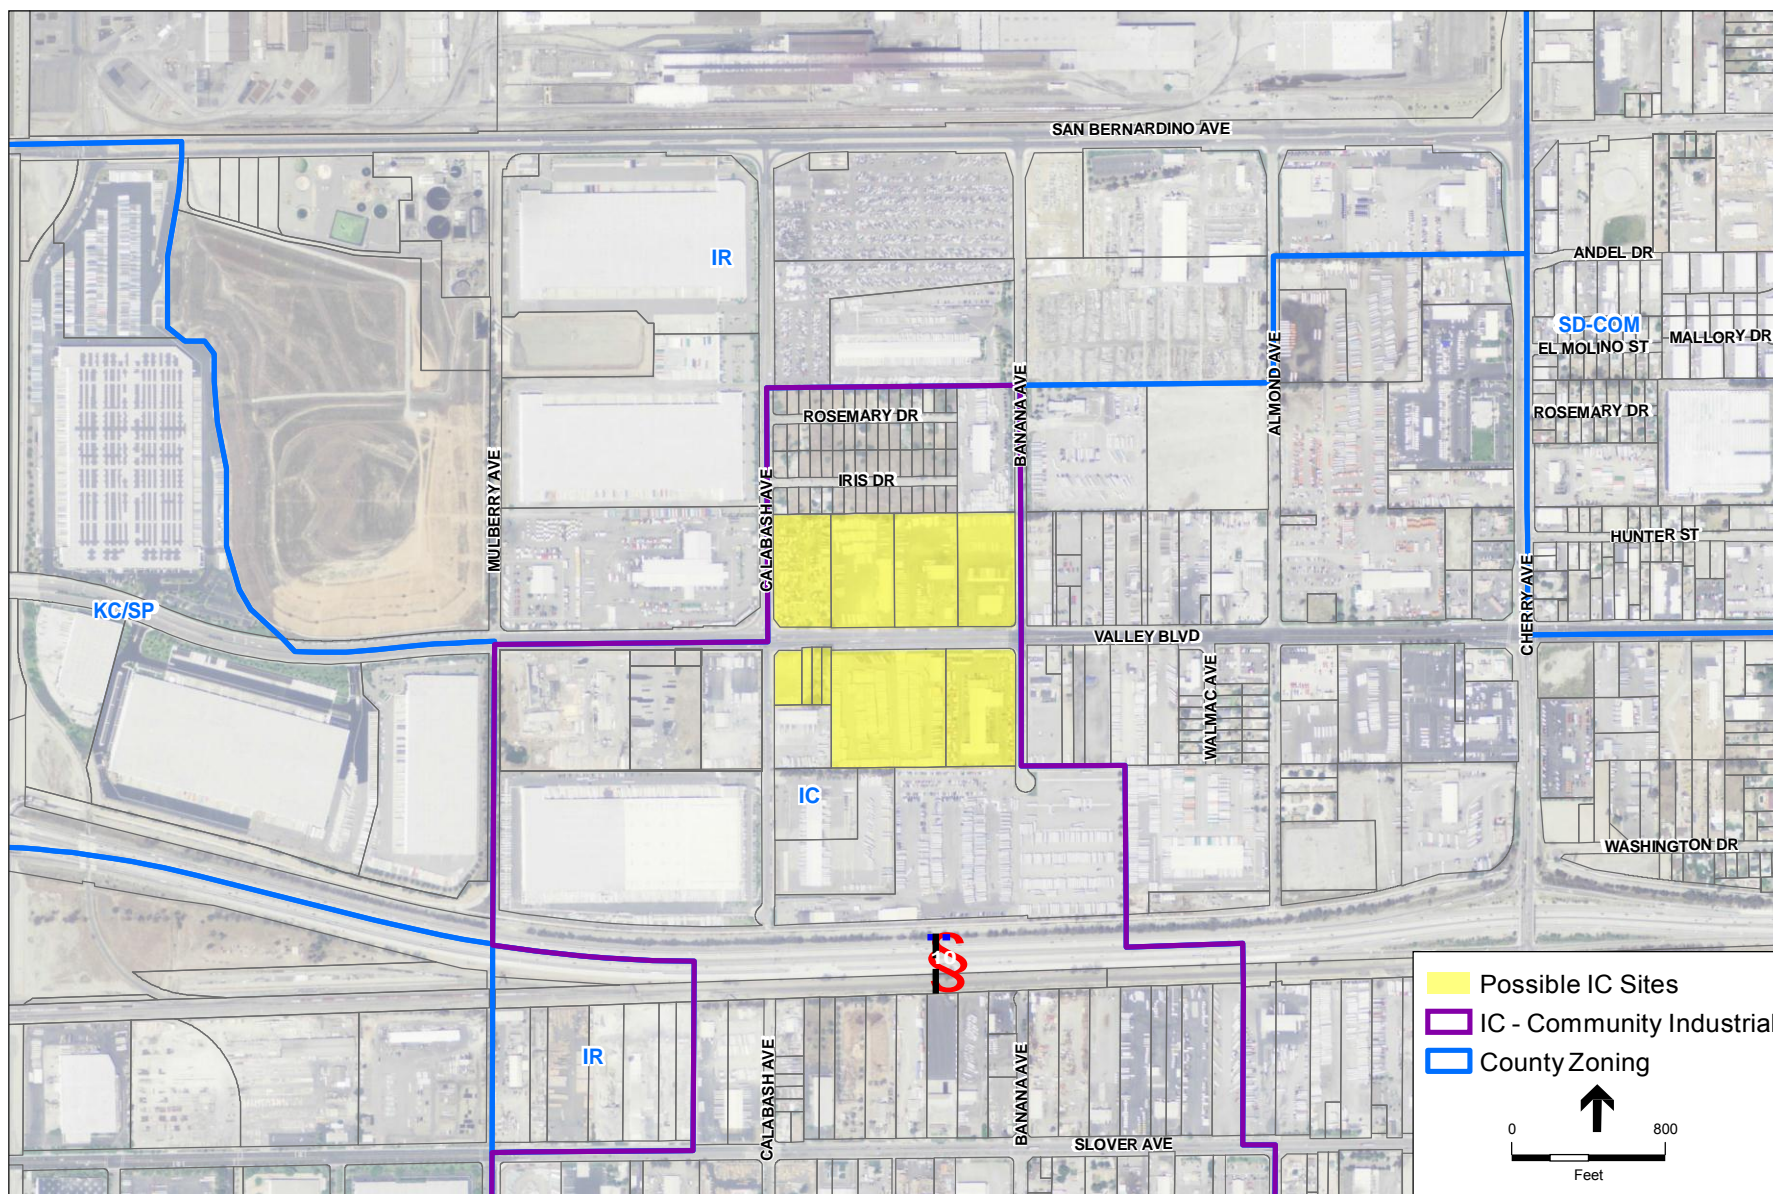 SAN BERNARDINO AVE
IR
ANDEL DR
SD-COM
MALLORY DR
EL MOLINO ST
ALMOND AVE
BANANA AVE
ROSEMARY DR
ROSEMARY DR
IRIS DR
MULBERRY AVE
CALABASH AVE
HUNTER ST
CHERRY AVE
KC/SP
VALLEY BLVD
WALMAC AVE
IC
WASHINGTON DR
10
IR
CALABASH AVE
BANANA AVE
SLOVER AVE
Possible IC Sites
IC - Community Industrial
County Zoning
0 800
Feet